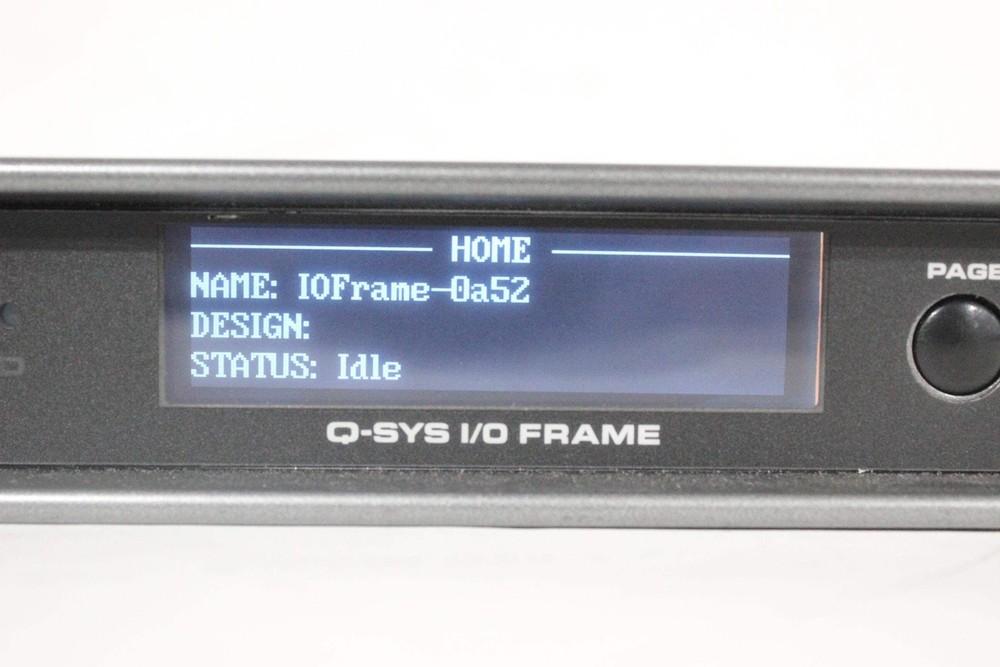 HOME
NAME: IOFrame-0a52
DESIGN:
STATUS: Idle
PAGE
Q-SYS I/O FRAME